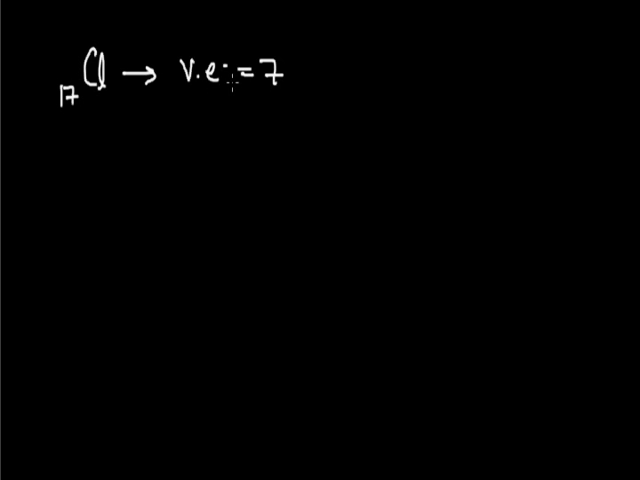 ₁₇Cl → v.e⁻ = 7